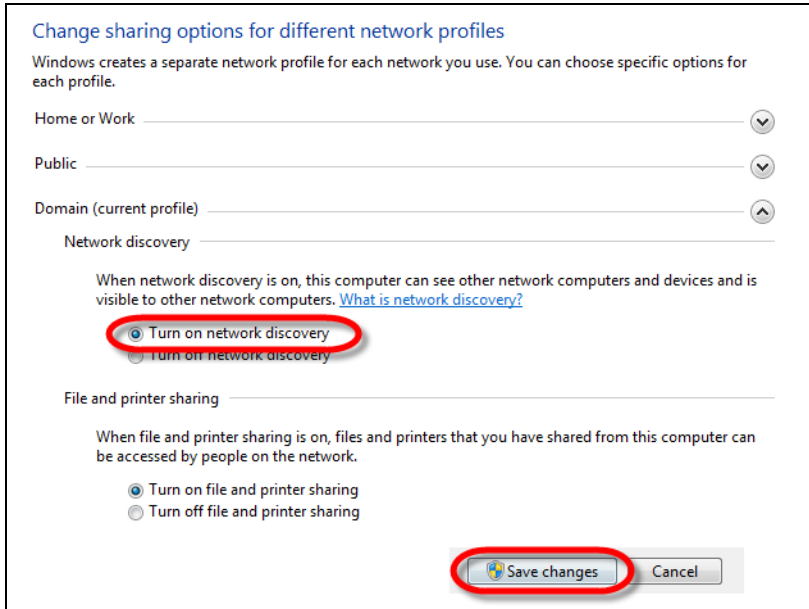 Change sharing options for different network profiles
Windows creates a separate network profile for each network you use. You can choose specific options for
each profile.
Home or Work
Public
Domain (current profile)
Network discovery
When network discovery is on, this computer can see other network computers and devices and is
visible to other network computers. What is network discovery?
Turn on network discovery
Turn off network discovery
File and printer sharing
When file and printer sharing is on, files and printers that you have shared from this computer can
be accessed by people on the network.
Turn on file and printer sharing
Turn off file and printer sharing
Save changes Cancel